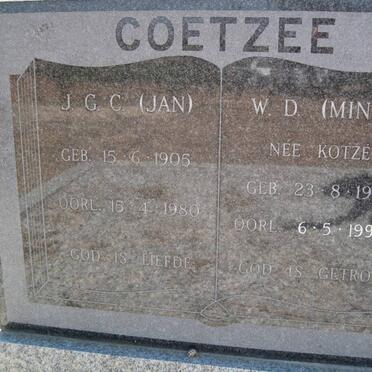 COETZEE
J. G. C. (JAN)
GEB. 15-6-1905
OORL. 15-4-1980
GOD IS LIEFDE
W. D. (MIN
NÉE KOTZÉ
GEB. 23-8-19
OORL. 6-5-199
GOD IS GETRO